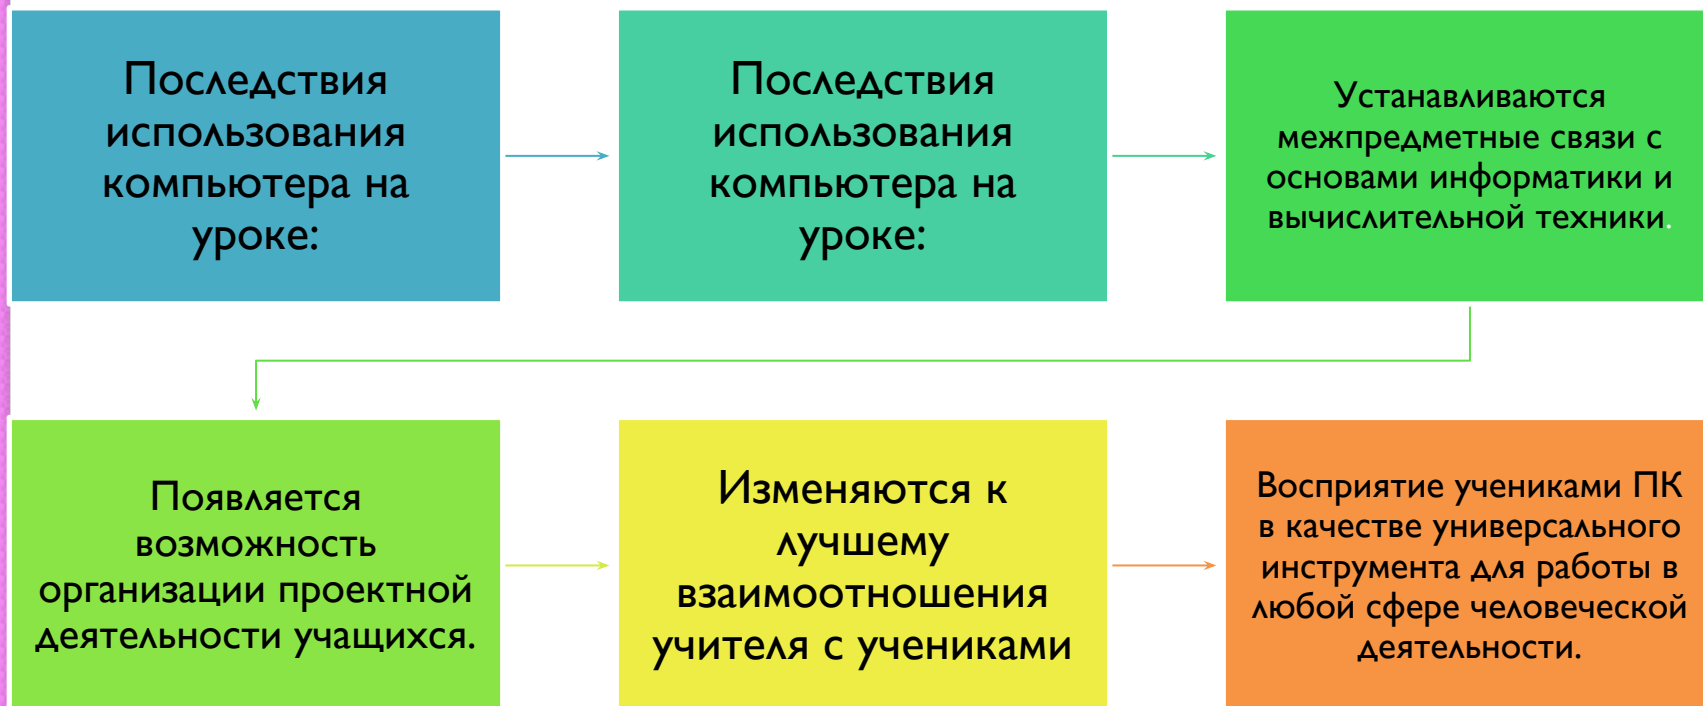 Последствия
использования
компьютера на
уроке:
Последствия
использования
компьютера на
уроке:
Устанавливаются
межпредметные связи с
основами информатики и
вычислительной техники.
Появляется
возможность
организации проектной
деятельности учащихся.
Изменяются к
лучшему
взаимоотношения
учителя с учениками
Восприятие учениками ПК
в качестве универсального
инструмента для работы в
любой сфере человеческой
деятельности.